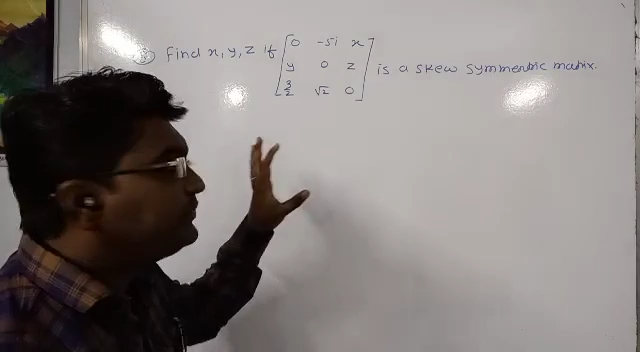 ③ Find x, y, z if [0 -5i x
y 0 z
3/2 √2 0] is a skew symmetric matrix.